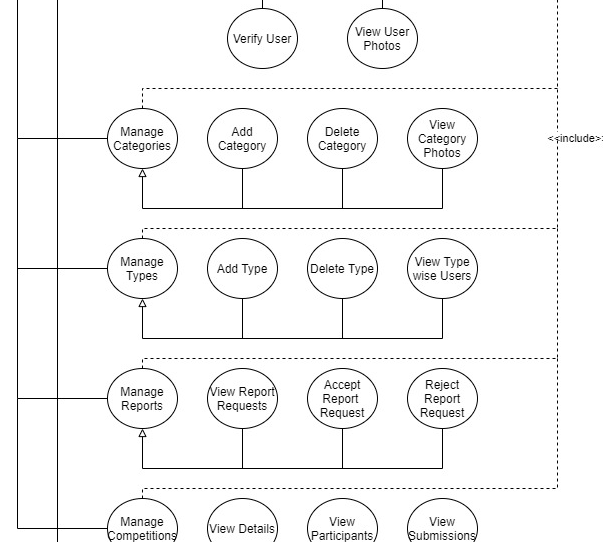 Verify User
View User
Photos
Manage
Categories
Add
Category
Delete
Category
View
Category
Photos
<<include>>
Manage
Types
Add Type
Delete Type
View Type
wise Users
Manage
Reports
View Report
Requests
Accept
Report
Request
Reject
Report
Request
Manage
Competitions
View Details
View
Participants
View
Submissions